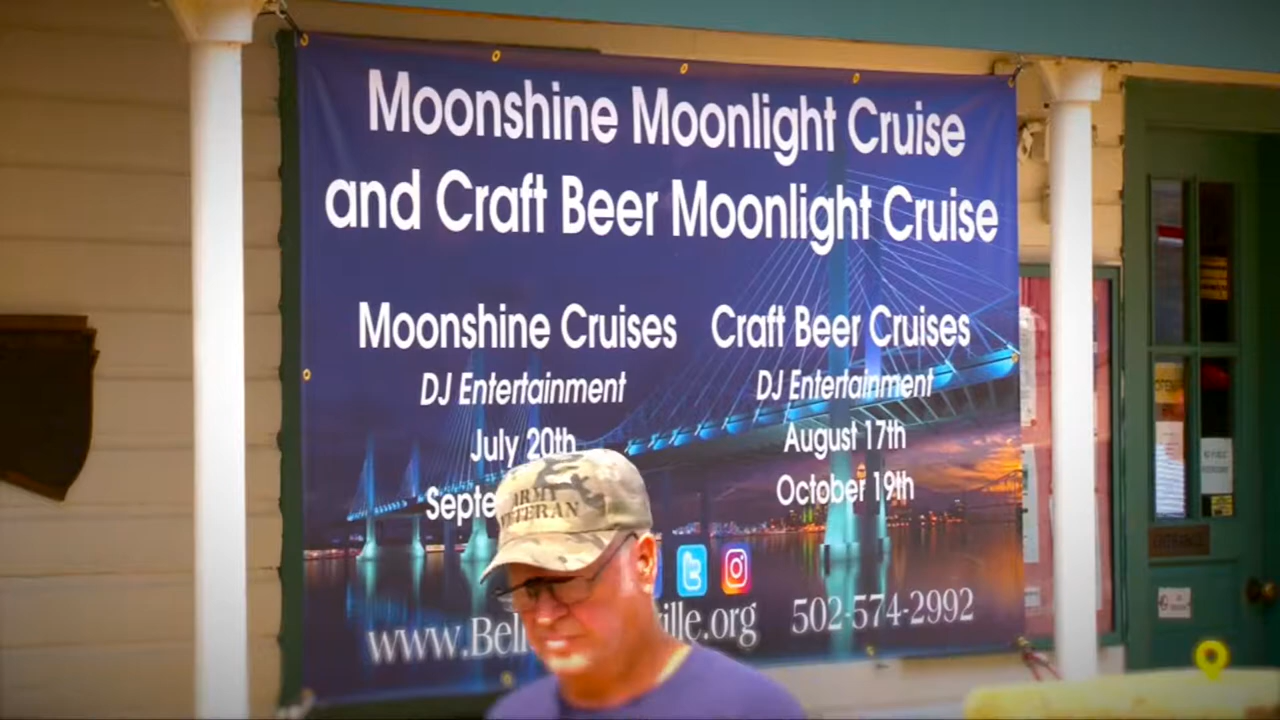 Moonshine Moonlight Cruise
and Craft Beer Moonlight Cruise
Moonshine Cruises
DJ Entertainment
July 20th
Craft Beer Cruises
DJ Entertainment
August 17th
October 19th
ARMY
VETERAN
502-574-2992
ENTRANCE